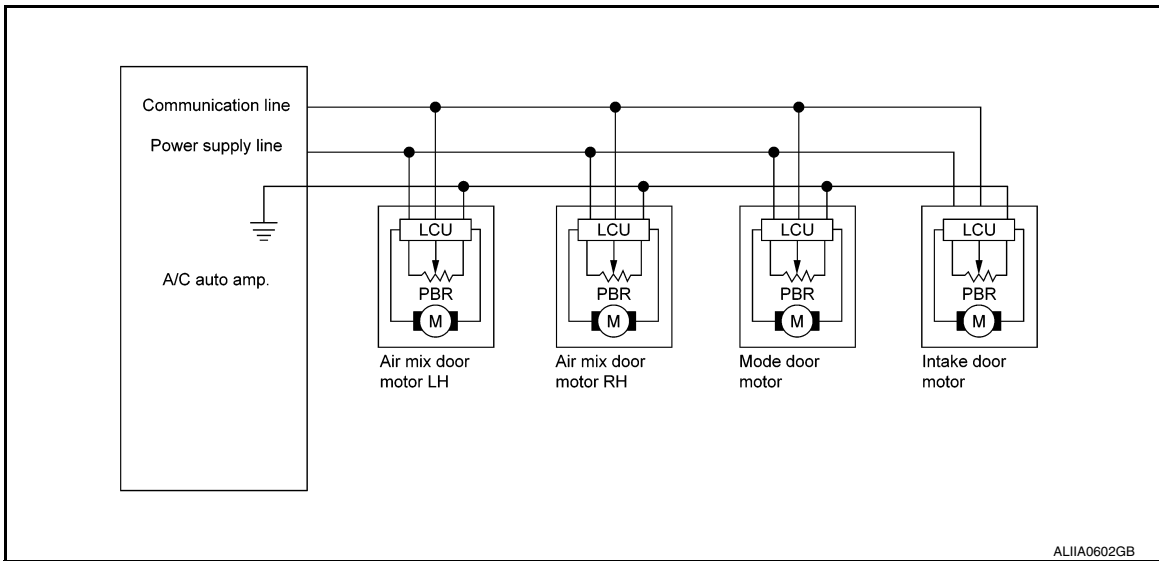 Communication line
Power supply line
A/C auto amp.
LCU
LCU
LCU
LCU
PBR
PBR
PBR
PBR
M
M
M
M
Air mix door
motor LH
Air mix door
motor RH
Mode door
motor
Intake door
motor
ALIIA0602GB